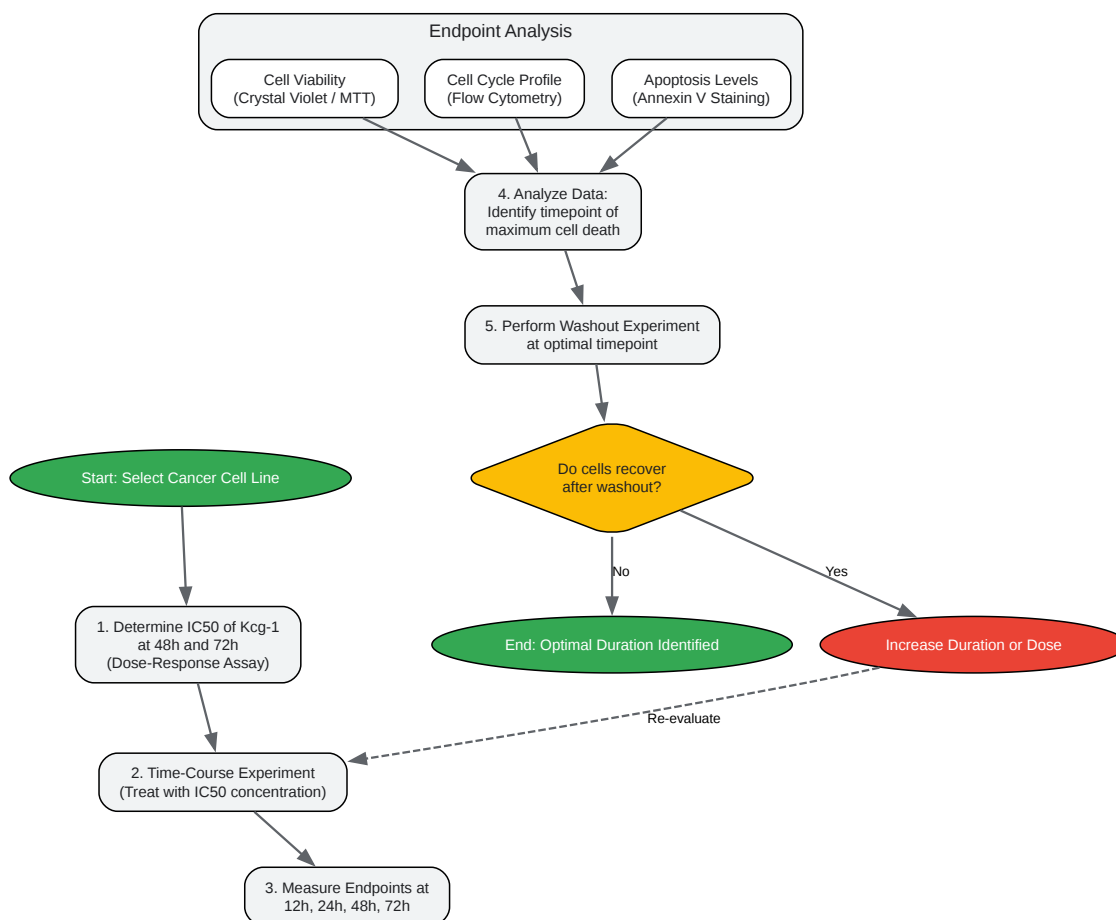 Endpoint Analysis
Cell Viability
(Crystal Violet / MTT)
Cell Cycle Profile
(Flow Cytometry)
Apoptosis Levels
(Annexin V Staining)
4. Analyze Data:
Identify timepoint of
maximum cell death
5. Perform Washout Experiment
at optimal timepoint
Do cells recover
after washout?
Start: Select Cancer Cell Line
No
Yes
1. Determine IC50 of Kcg-1
at 48h and 72h
(Dose-Response Assay)
End: Optimal Duration Identified
Increase Duration or Dose
Re-evaluate
2. Time-Course Experiment
(Treat with IC50 concentration)
3. Measure Endpoints at
12h, 24h, 48h, 72h